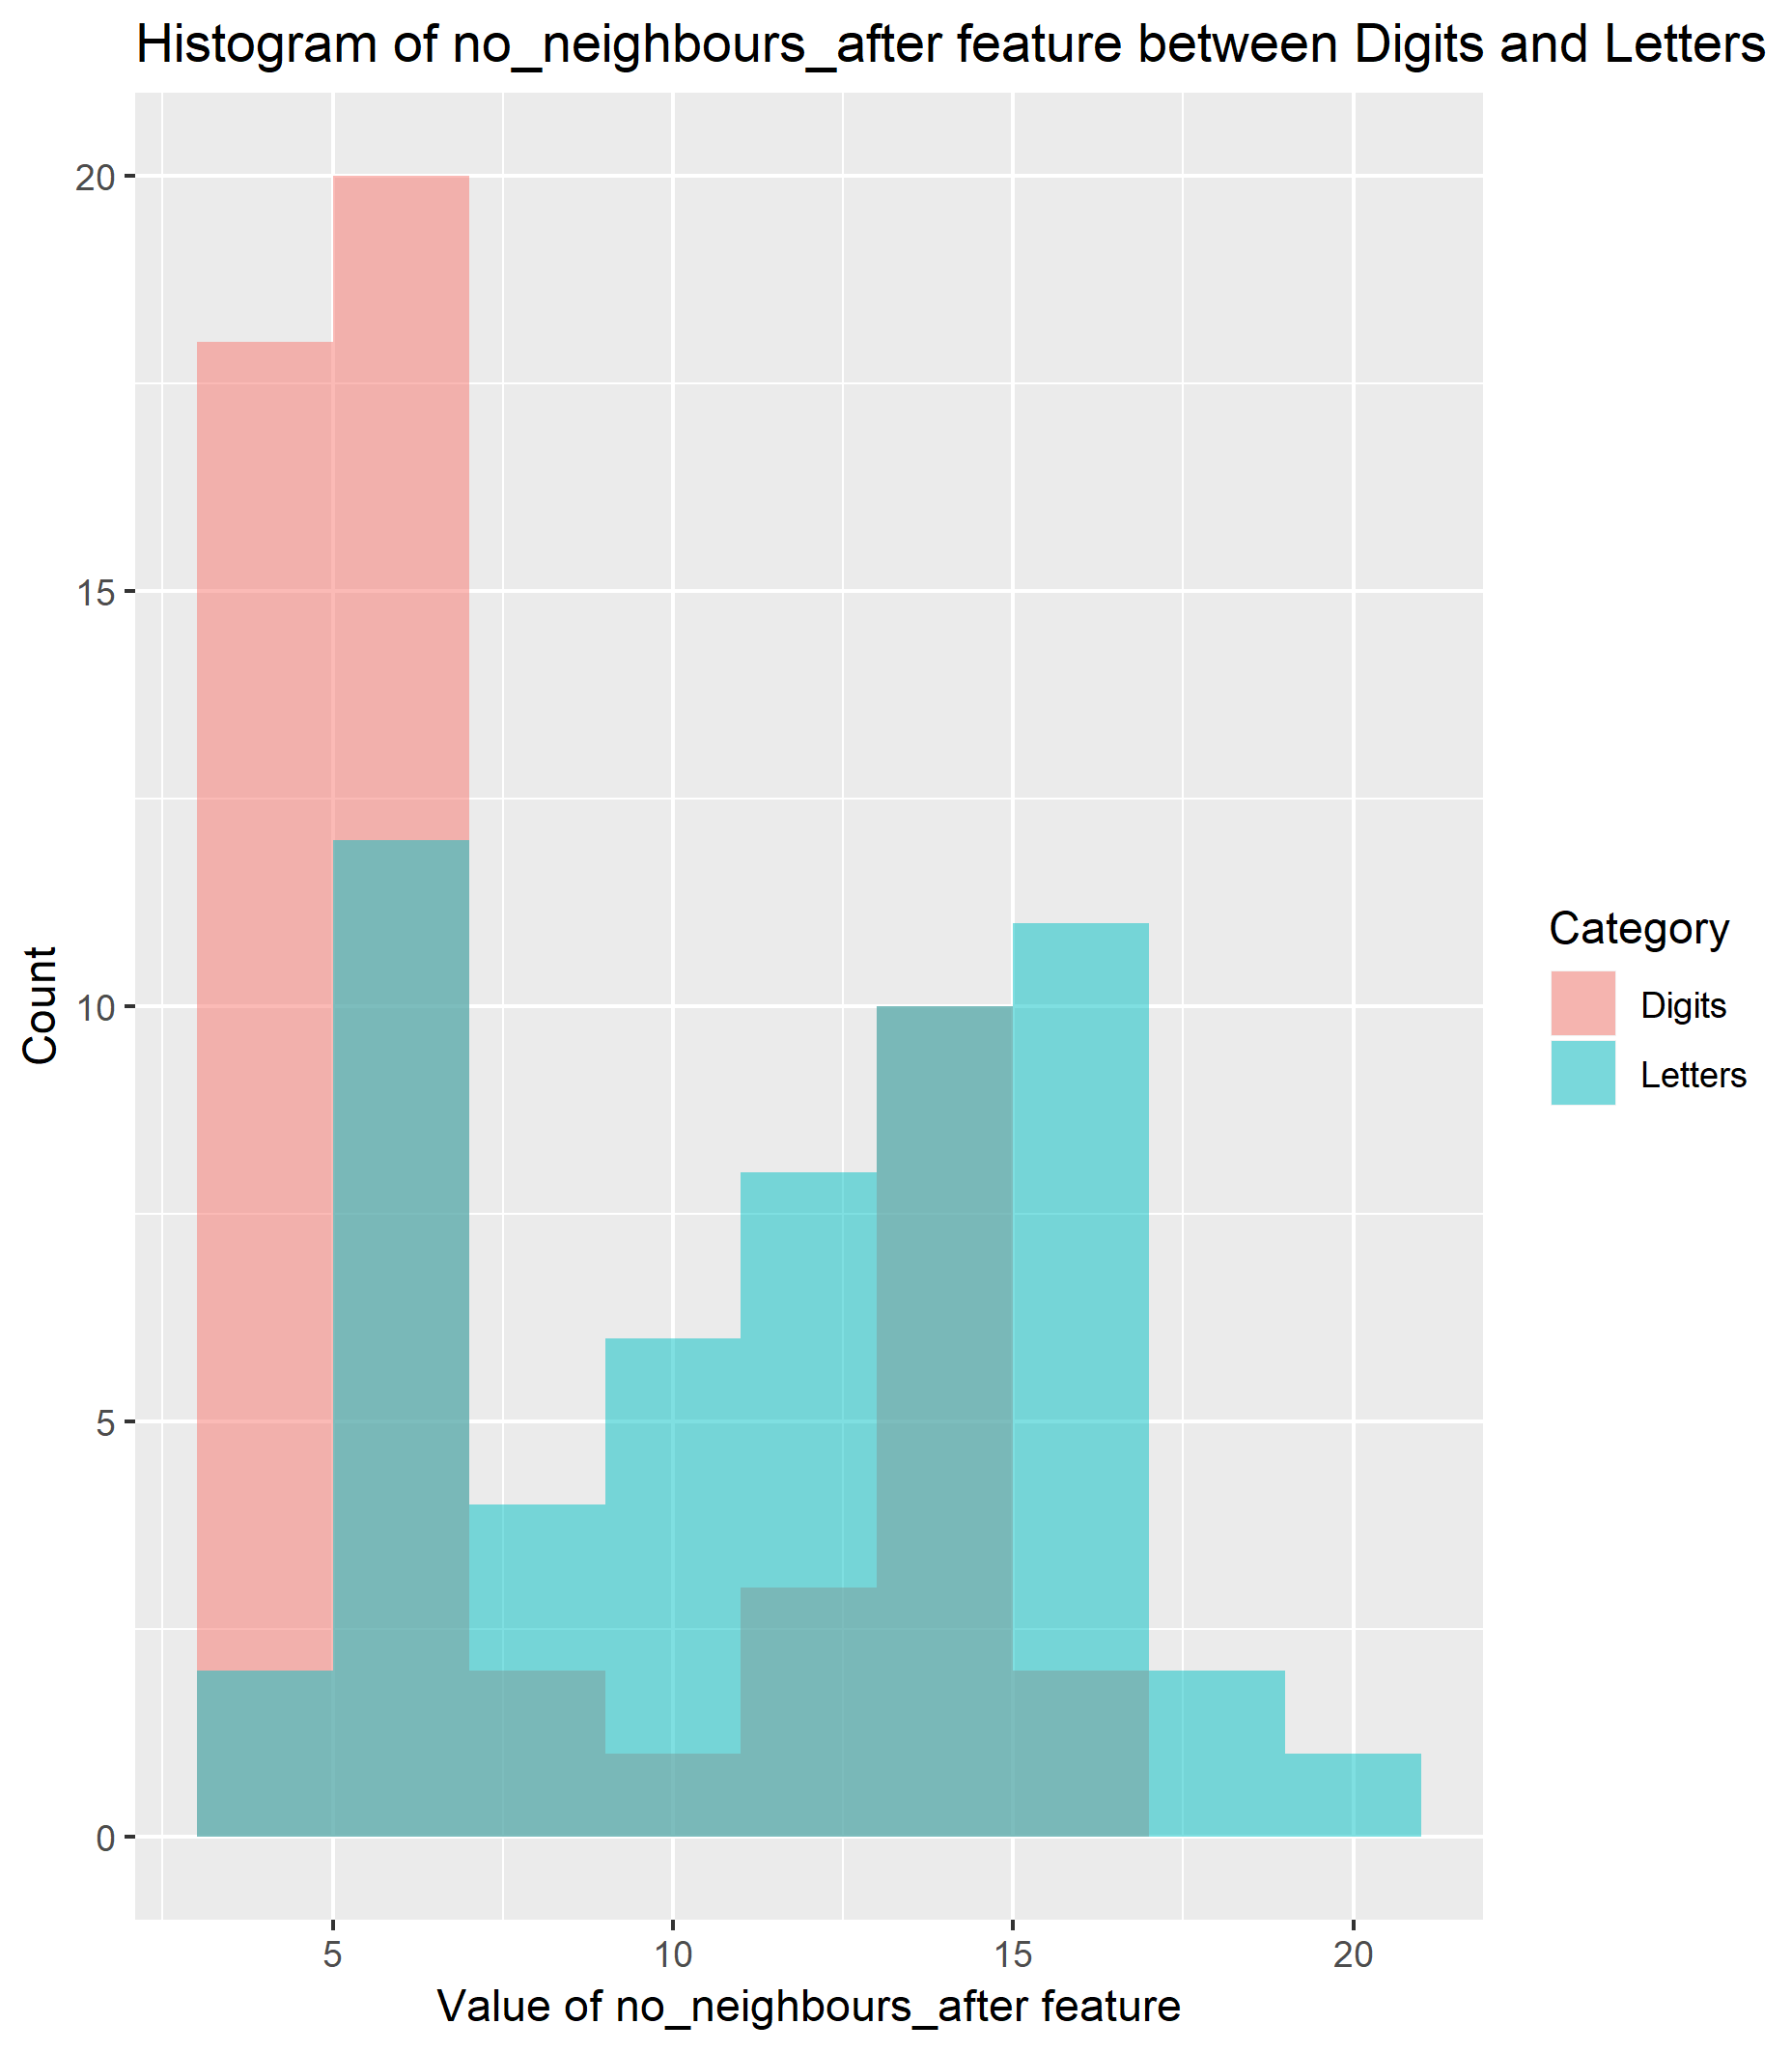 Histogram of no_neighbours_after feature between Digits and Letters
20
15
10
5
0
Count
5 10 15 20
Value of no_neighbours_after feature
Category
Digits
Letters